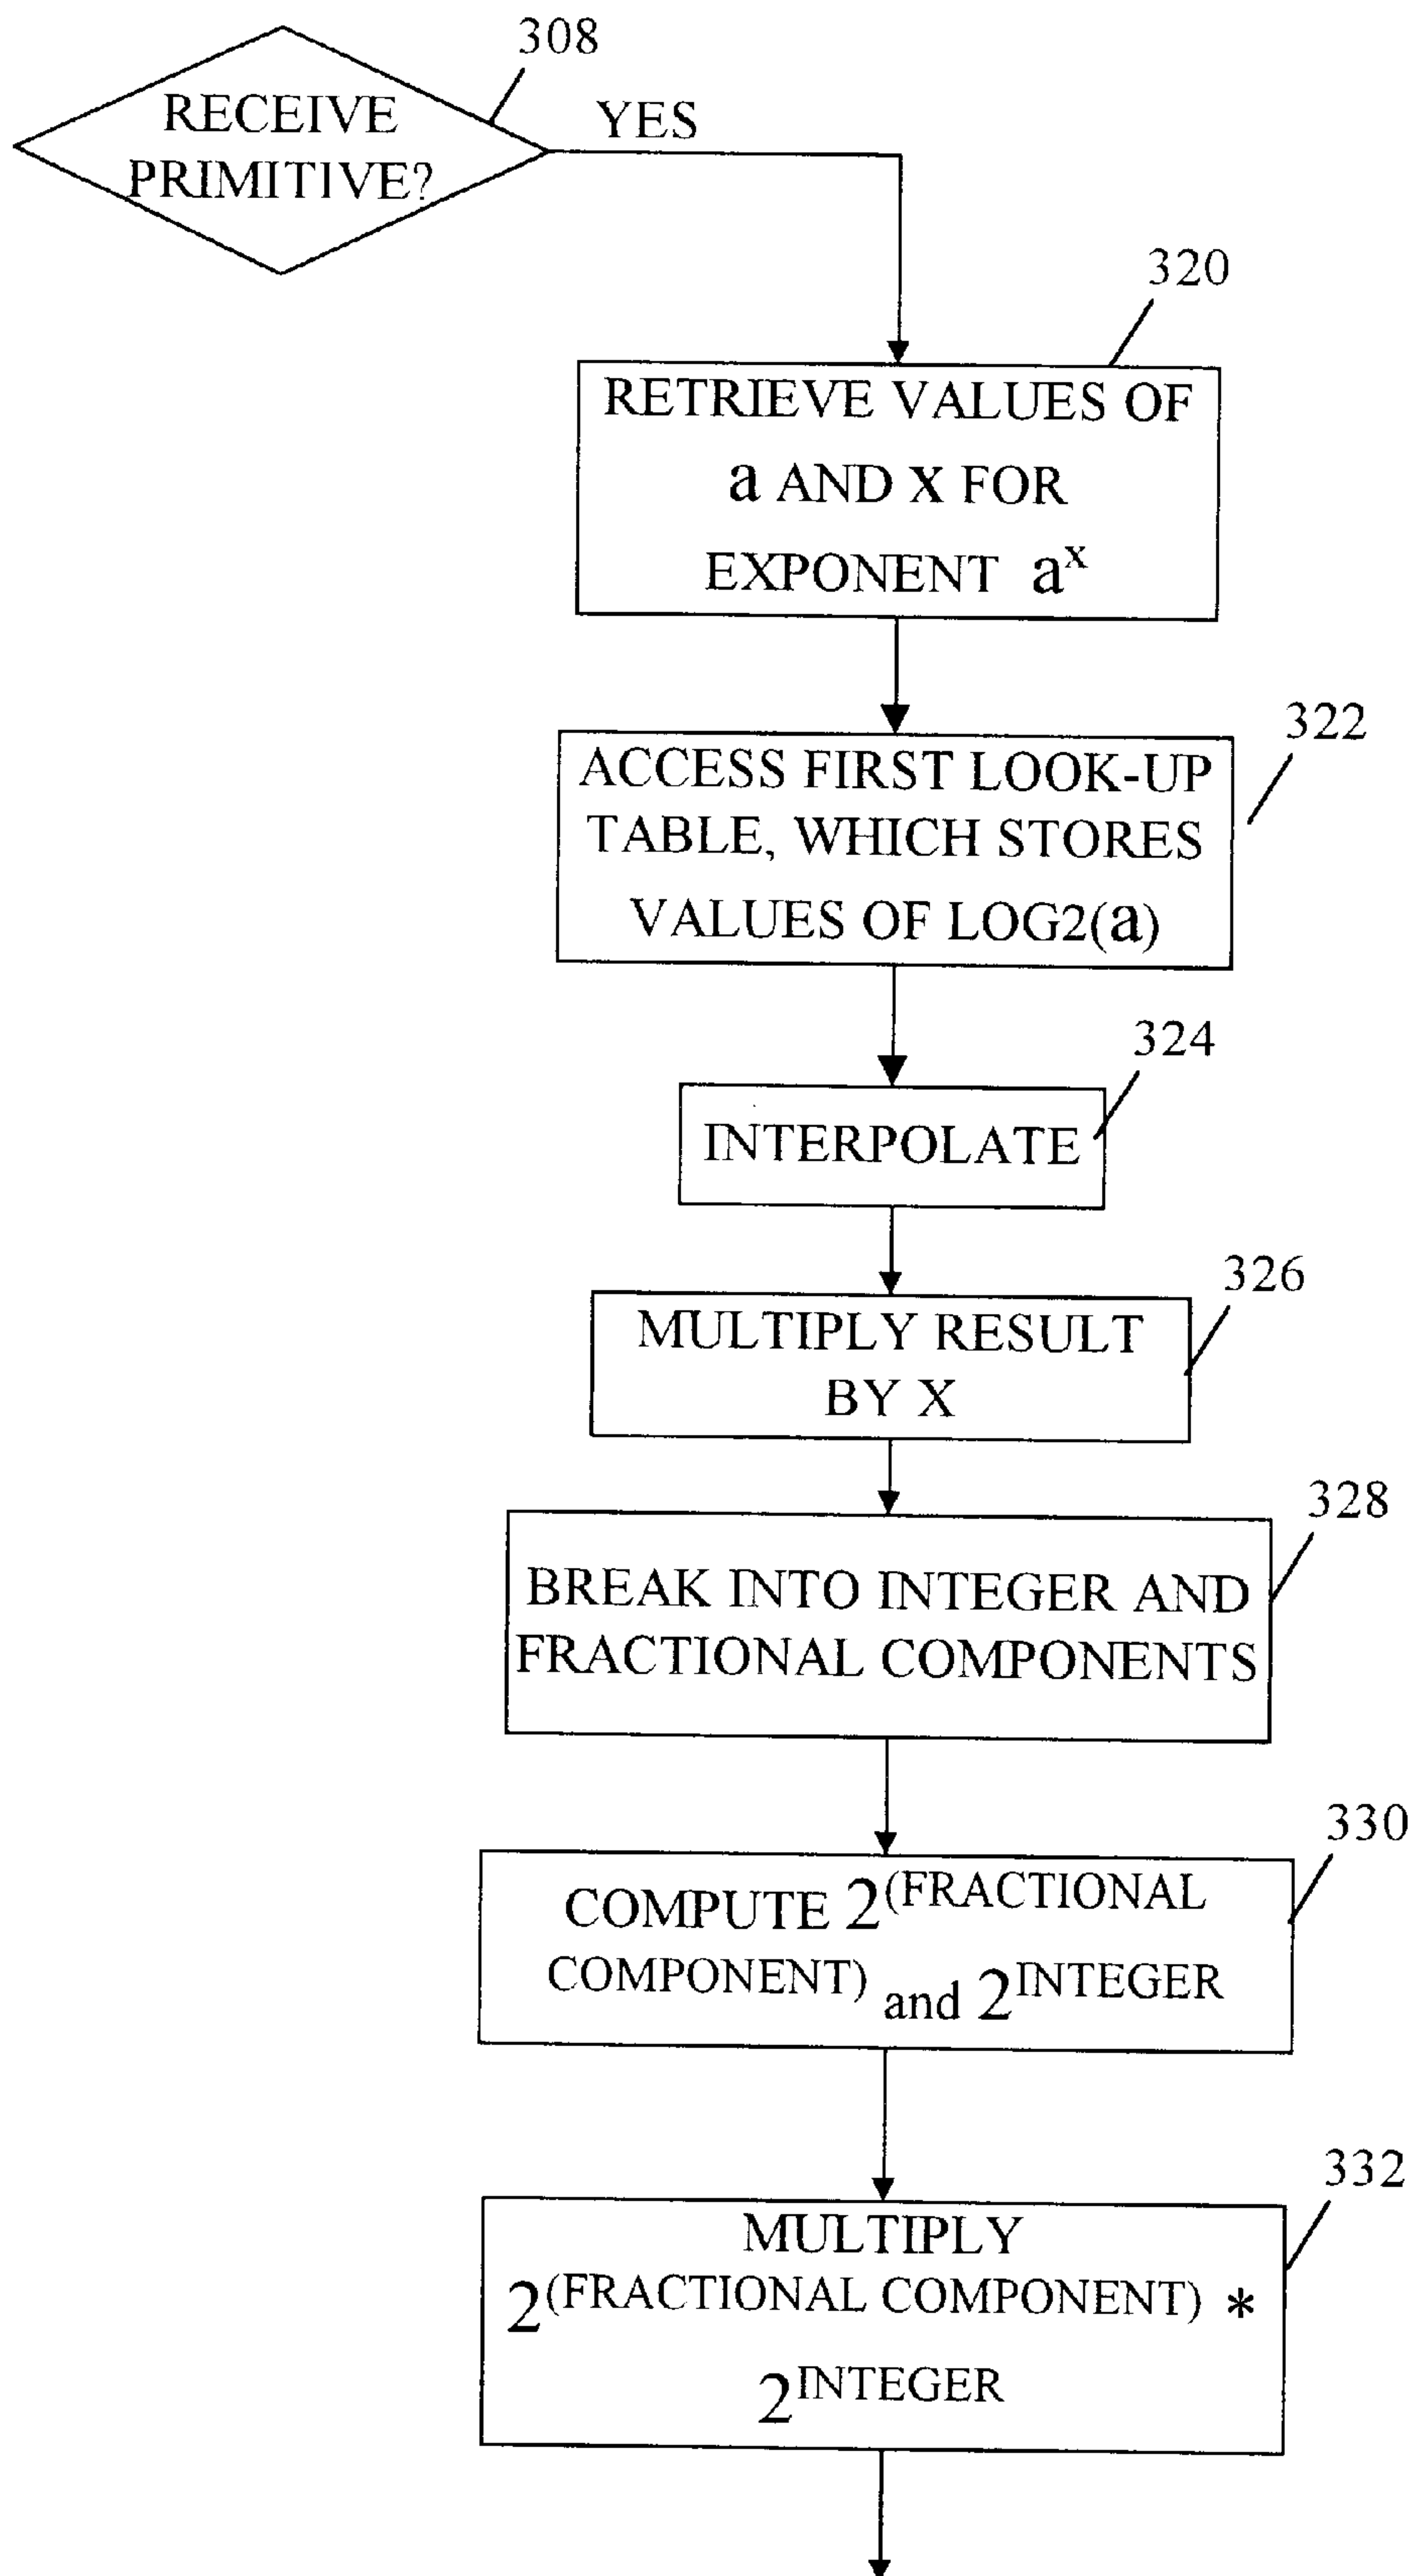 308
RECEIVE
PRIMITIVE?
YES
320
RETRIEVE VALUES OF
a AND x FOR
EXPONENT a^x
322
ACCESS FIRST LOOK-UP
TABLE, WHICH STORES
VALUES OF LOG2(a)
324
INTERPOLATE
326
MULTIPLY RESULT
BY X
328
BREAK INTO INTEGER AND
FRACTIONAL COMPONENTS
330
COMPUTE 2^(FRACTIONAL
COMPONENT) and 2^INTEGER
332
MULTIPLY
2^(FRACTIONAL COMPONENT) *
2^INTEGER